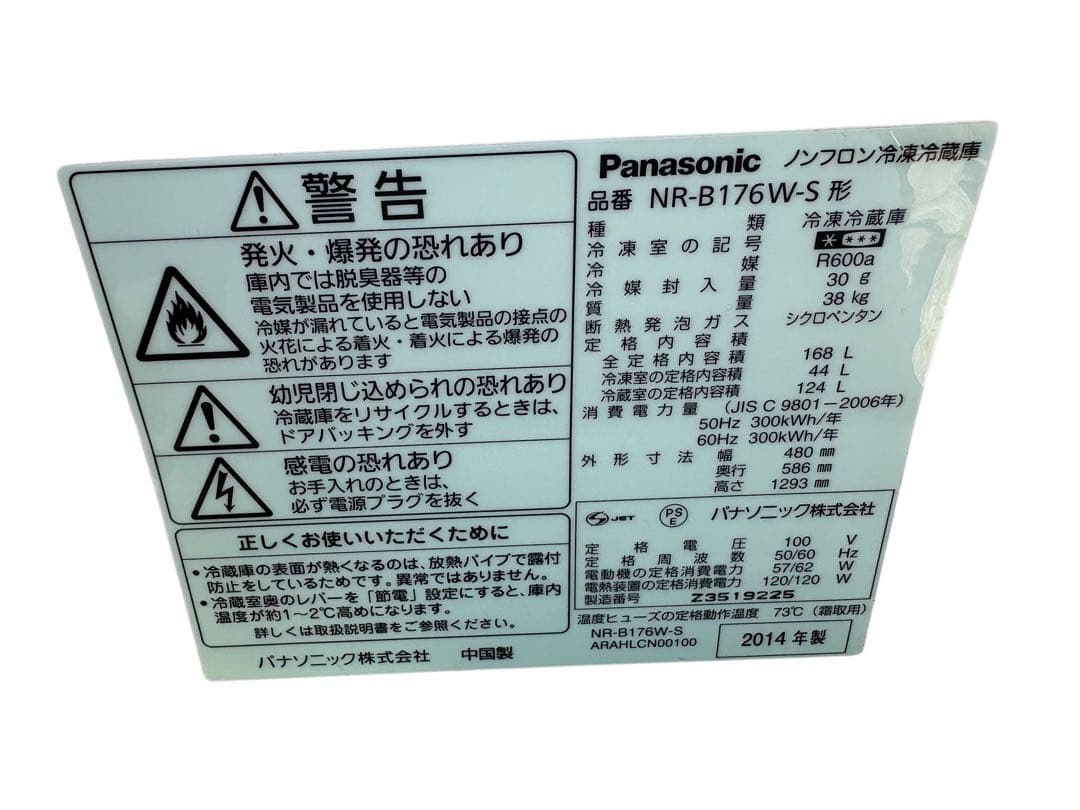 警告
発火・爆発の恐れあり
庫内では脱臭器等の
電気製品を使用しない
冷媒が漏れていると電気製品の接点の
火花による着火・着火による爆発の
恐れがあります
幼児閉じ込められの恐れあり
冷蔵庫をリサイクルするときは、
ドアパッキングを外す
感電の恐れあり
お手入れのときは、
必ず電源プラグを抜く
正しくお使いいただくために
・冷蔵庫の表面が熱くなるのは、放熱パイプで露付
防止をしているためです。異常ではありません。
・冷蔵室奥のレバーを「節電」設定にすると、庫内
温度が約1~2℃高めになります。
詳しくは取扱説明書をご参照ください。
パナソニック株式会社 中国製
Panasonic ノンフロン冷凍冷蔵庫
品番 NR-B176W-S 形
種類 冷凍冷蔵庫
冷凍室の記号 * ***
冷媒 R600a
冷媒封入量 30 g
質量 38 kg
断熱発泡ガス シクロペンタン
定格内容積
全定格内容積 168 L
冷凍室の定格内容積 44 L
冷蔵室の定格内容積 124 L
消費電力量 (JIS C 9801-2006年)
50Hz 300kWh/年
60Hz 300kWh/年
外形寸法 幅 480 mm
奥行 586 mm
高さ 1293 mm
JET PSE パナソニック株式会社
定格電圧 100 V
定格周波数 50/60 Hz
電動機の定格消費電力 57/62 W
電熱装置の定格消費電力 120/120 W
製造番号 Z3519225
温度ヒューズの定格動作温度 73℃(霜取用)
NR-B176W-S
ARAHLCN00100
2014 年製